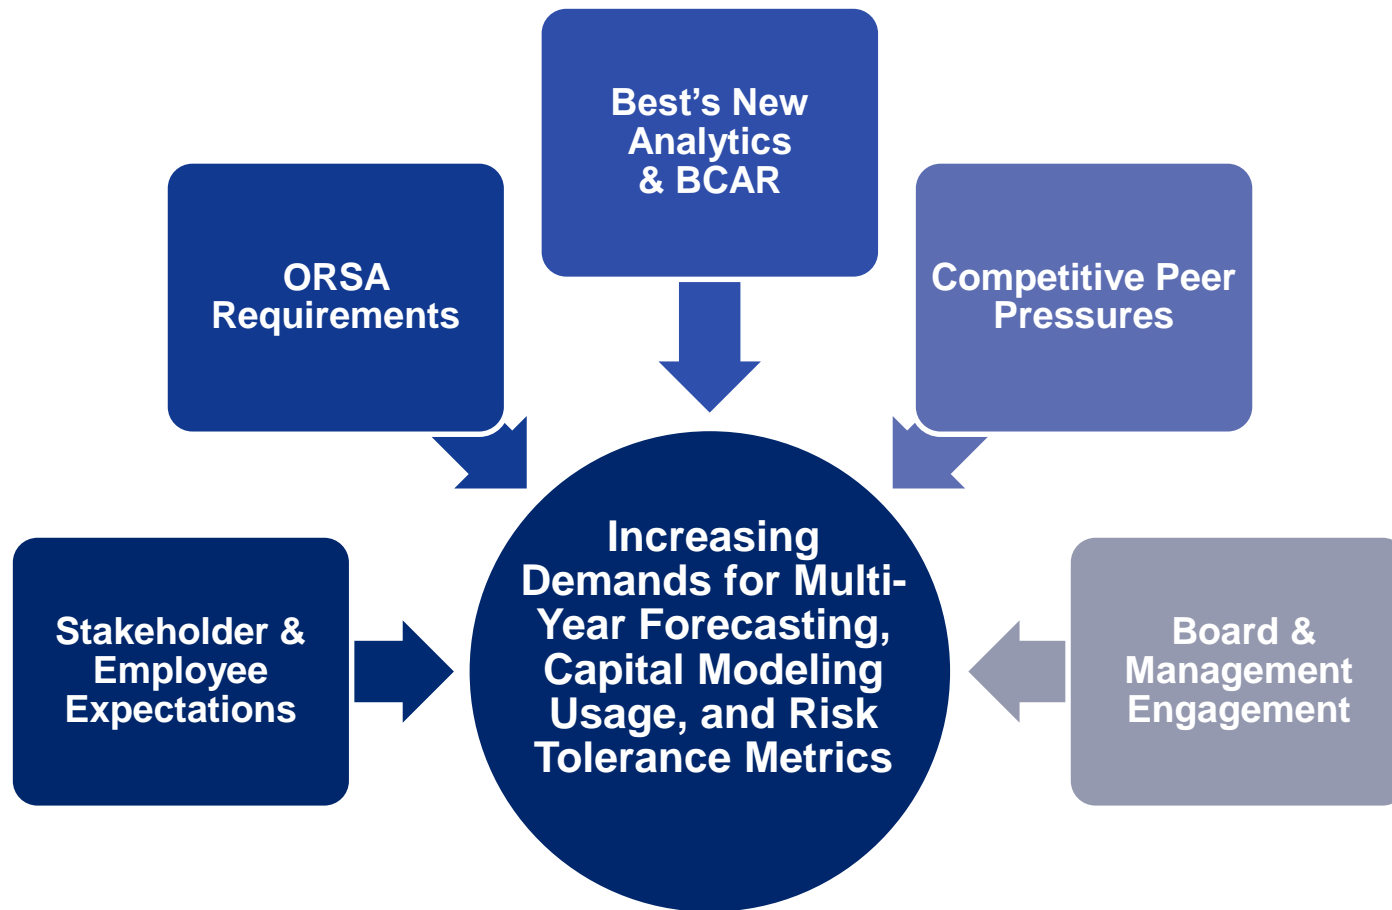 Best’s New
Analytics
& BCAR
ORSA
Requirements
Competitive Peer
Pressures
Stakeholder &
Employee
Expectations
Increasing
Demands for Multi-
Year Forecasting,
Capital Modeling
Usage, and Risk
Tolerance Metrics
Board &
Management
Engagement